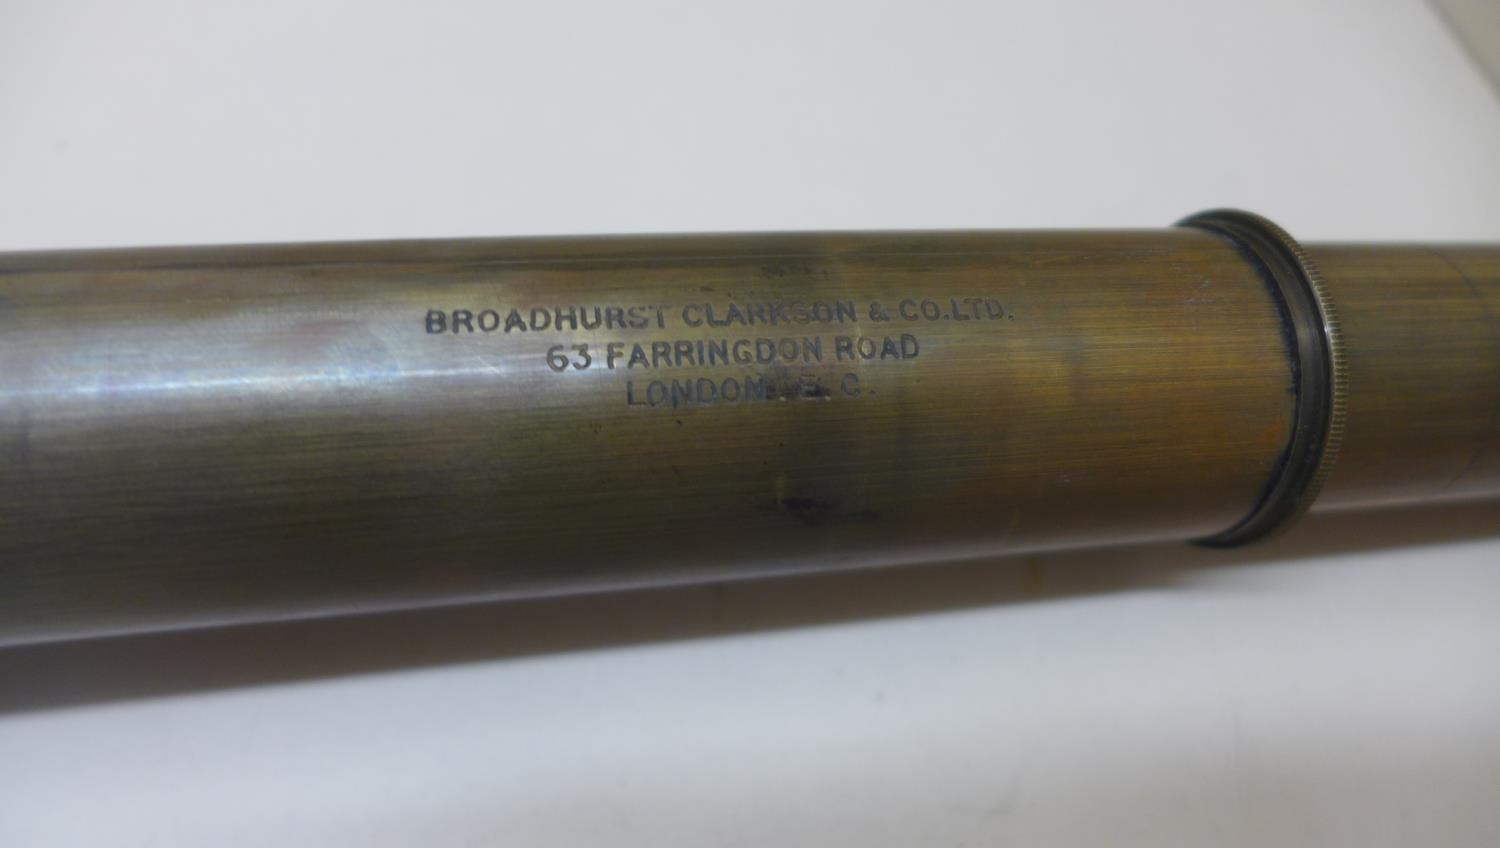 BROADHURST CLARKSON & CO.LTD.
63 FARRINGDON ROAD
LONDON. E. C.